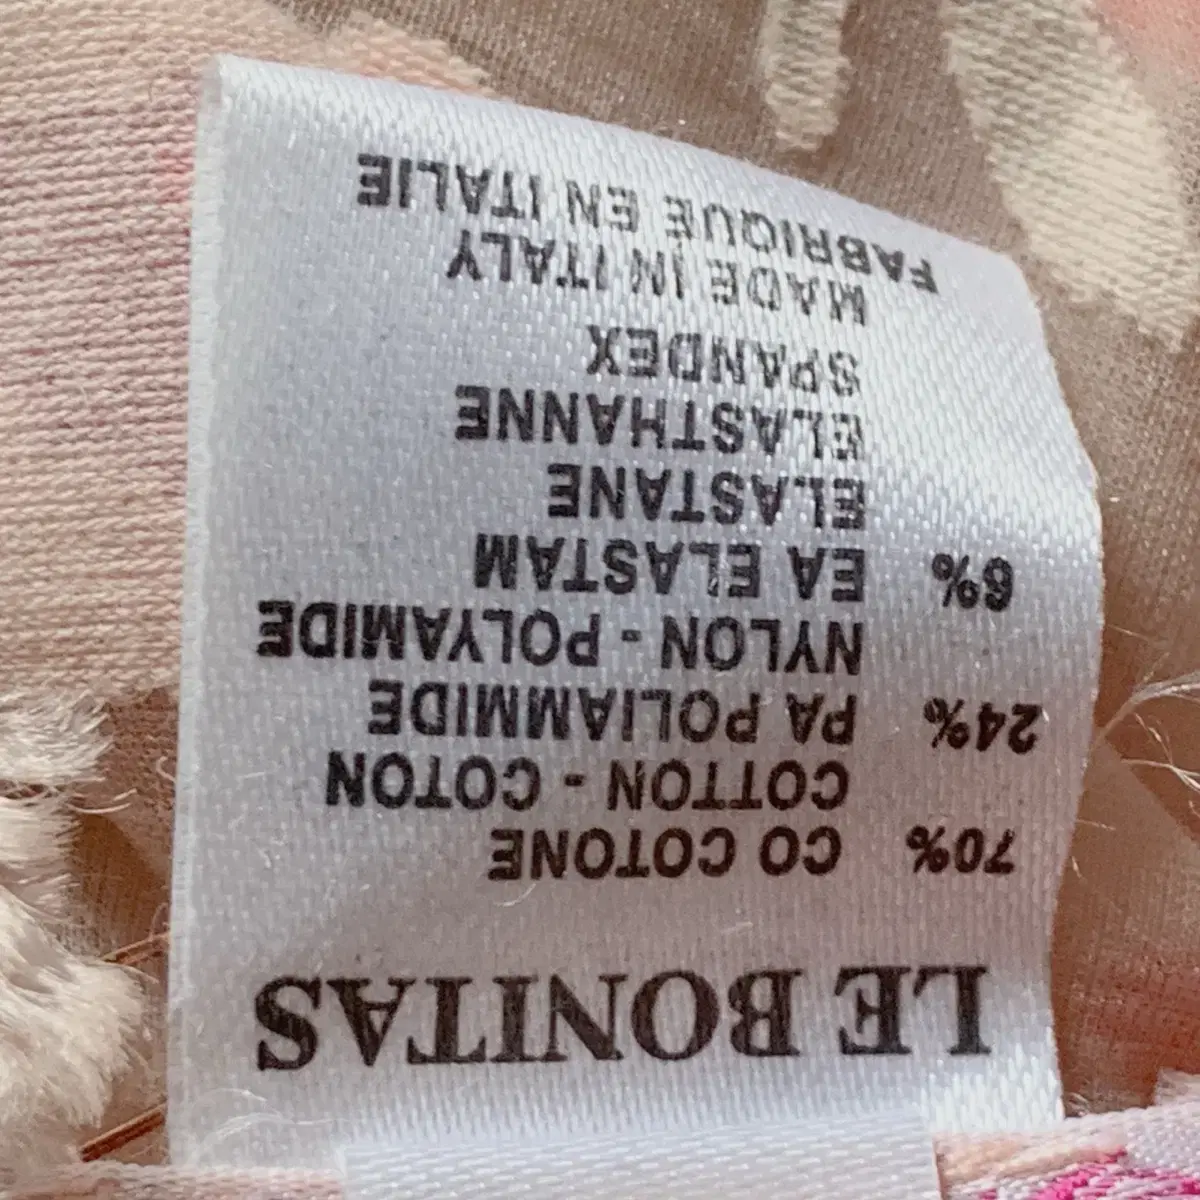 LE BONITAS
70% CO COTONE
COTTON - COTON
24% PA POLIAMMIDE
NYLON - POLYAMIDE
6% EA ELASTAM
ELASTANE
ELASTHANNE
SPANDEX
MADE IN ITALY
FABRIQUÈ EN ITALIE